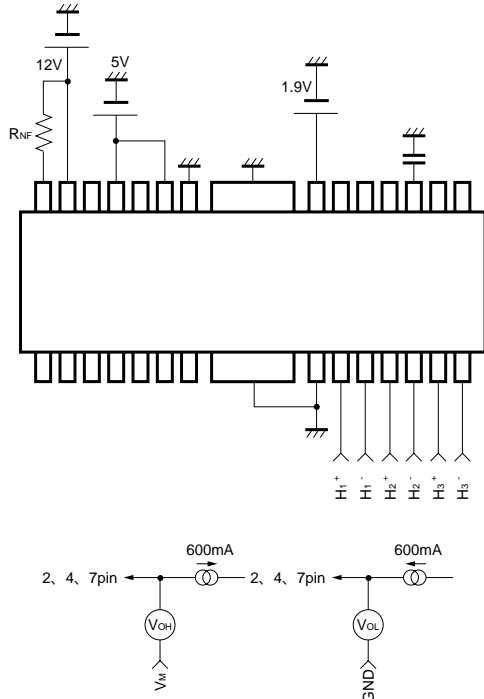 12V
5V
1.9V
RNF
H1+
H1-
H2+
H2-
H3+
H3-
600mA
2、4、7pin
VOH
VM
600mA
2、4、7pin
VOL
GND